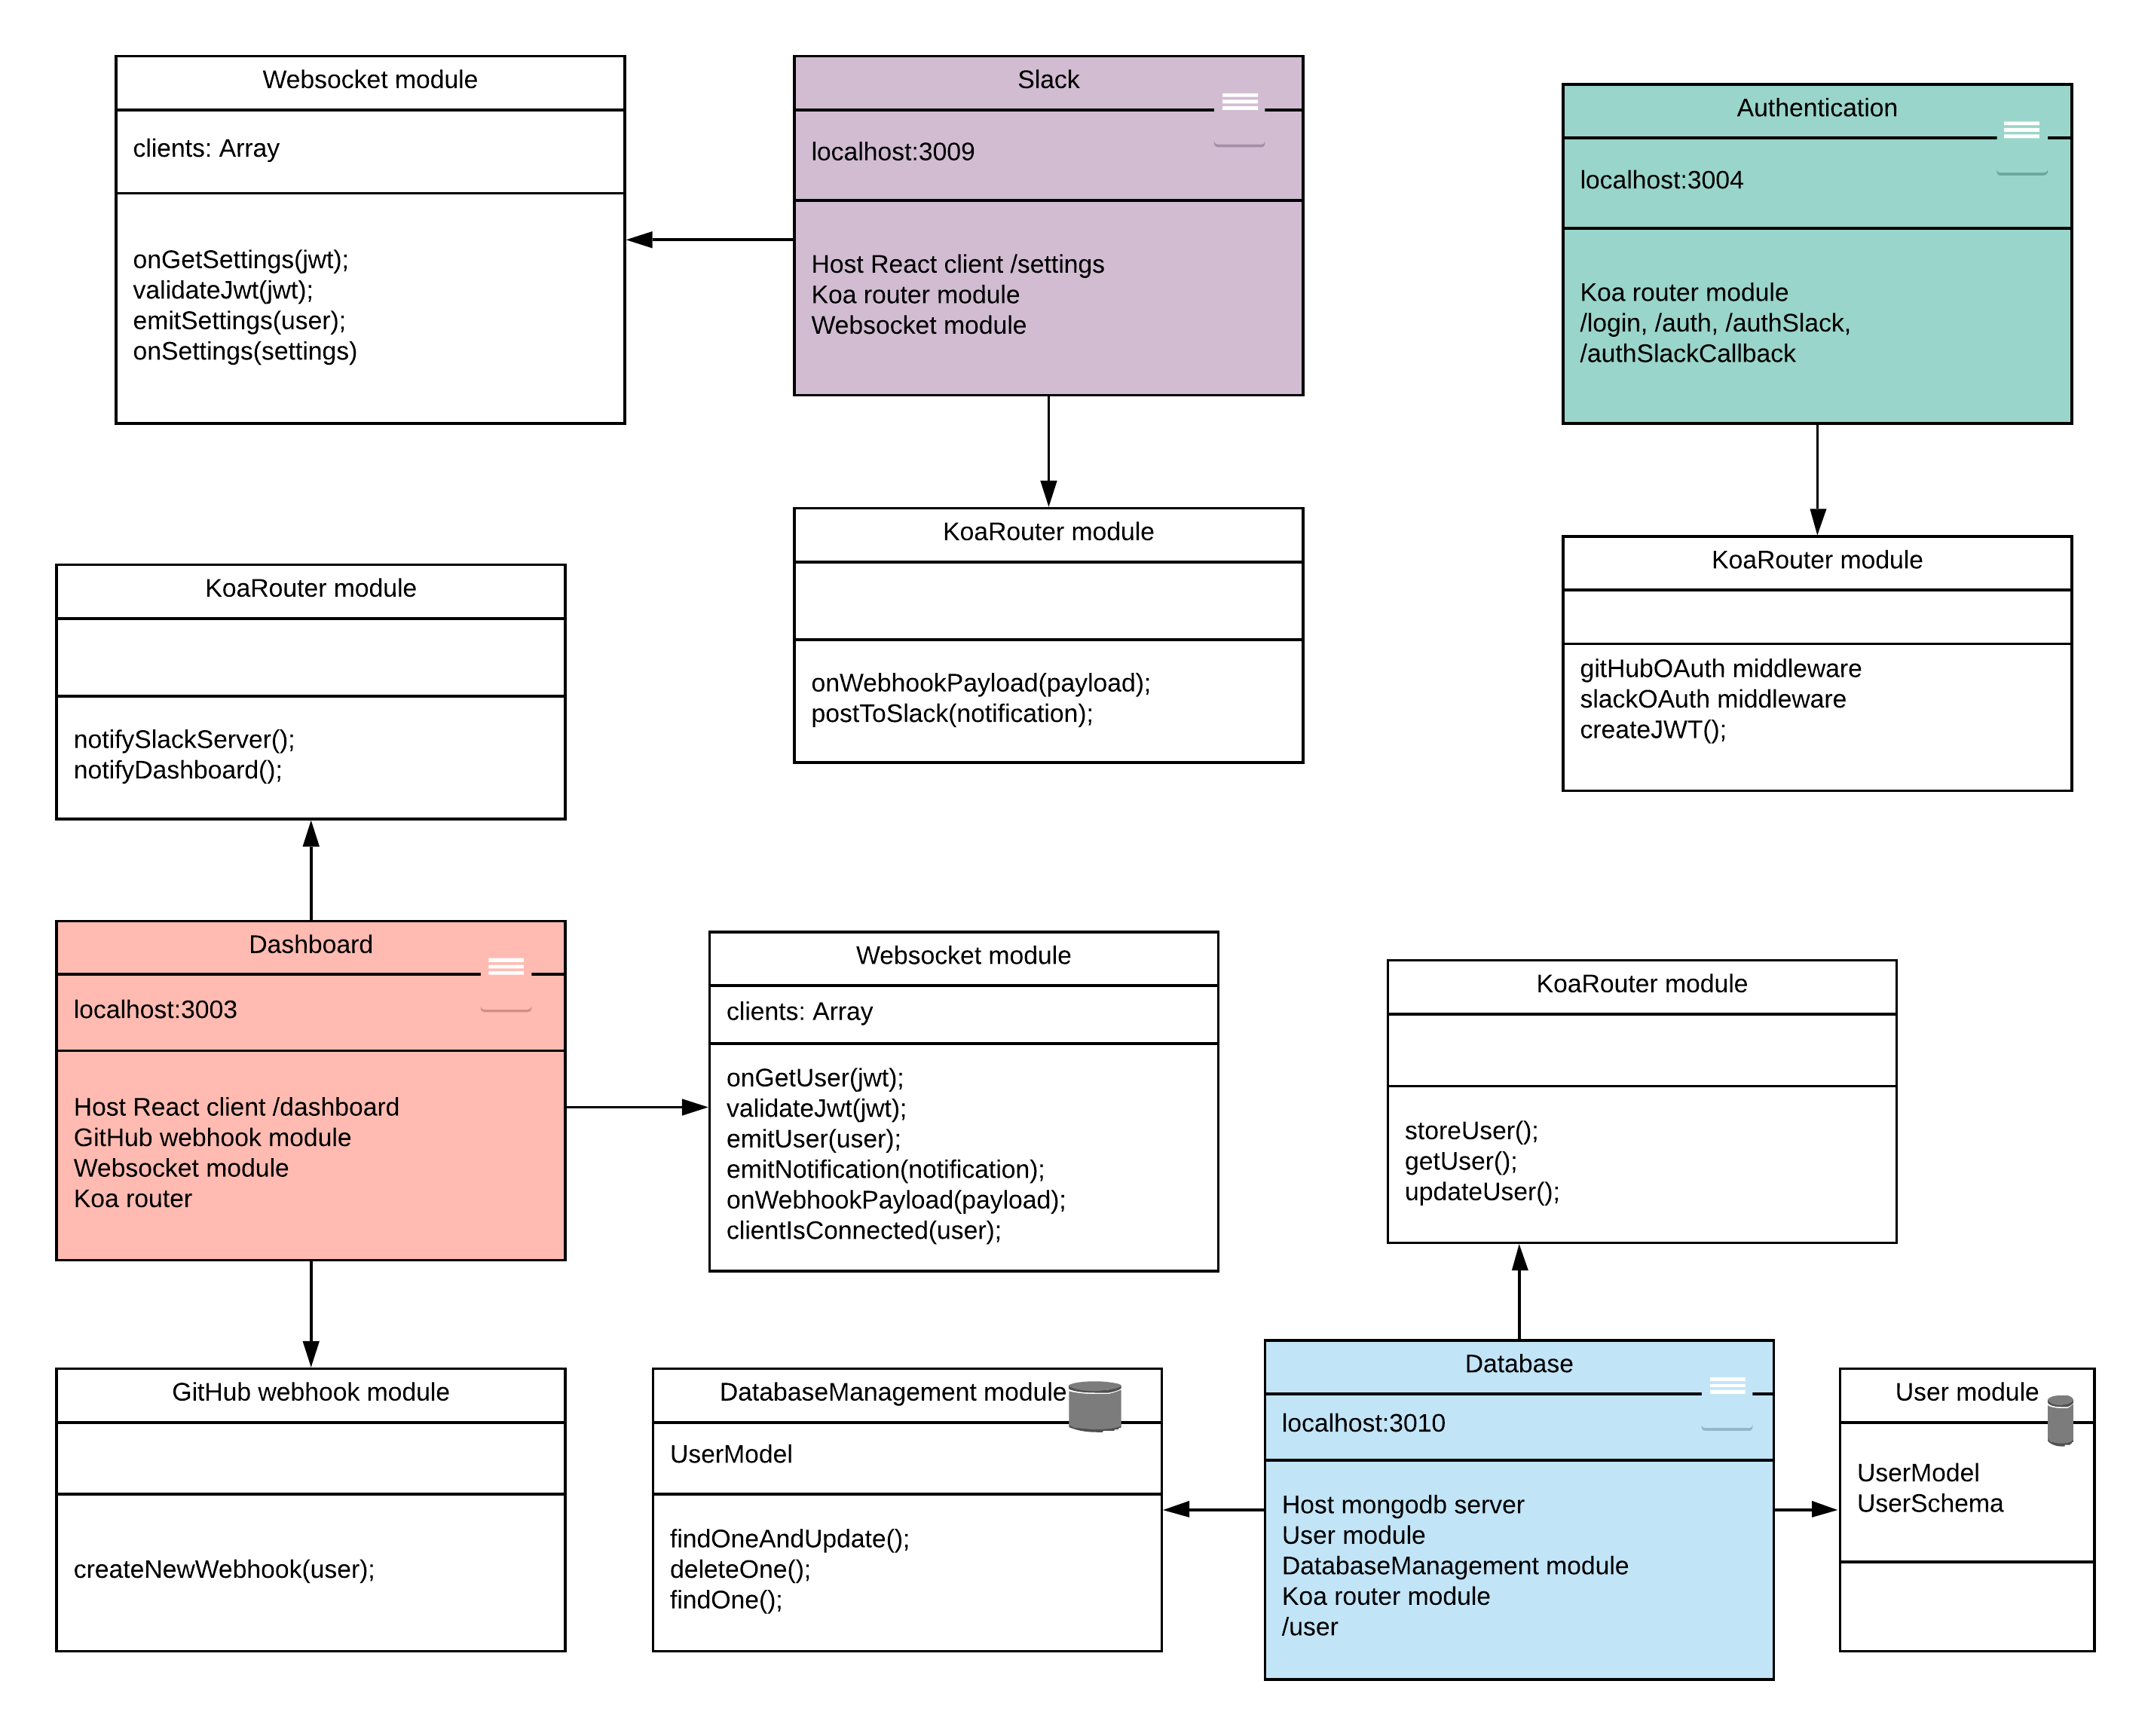 Websocket module
clients: Array
onGetSettings(jwt);
validateJwt(jwt);
emitSettings(user);
onSettings(settings)
Slack
localhost:3009
Host React client /settings
Koa router module
Websocket module
Authentication
localhost:3004
Koa router module
/login, /auth, /authSlack,
/authSlackCallback
KoaRouter module
notifySlackServer();
notifyDashboard();
KoaRouter module
onWebhookPayload(payload);
postToSlack(notification);
KoaRouter module
gitHubOAuth middleware
slackOAuth middleware
createJWT();
Dashboard
localhost:3003
Host React client /dashboard
GitHub webhook module
Websocket module
Koa router
Websocket module
clients: Array
onGetUser(jwt);
validateJwt(jwt);
emitUser(user);
emitNotification(notification);
onWebhookPayload(payload);
clientIsConnected(user);
KoaRouter module
storeUser();
getUser();
updateUser();
GitHub webhook module
createNewWebhook(user);
DatabaseManagement module
UserModel
findOneAndUpdate();
deleteOne();
findOne();
Database
localhost:3010
Host mongodb server
User module
DatabaseManagement module
Koa router module
/user
User module
UserModel
UserSchema